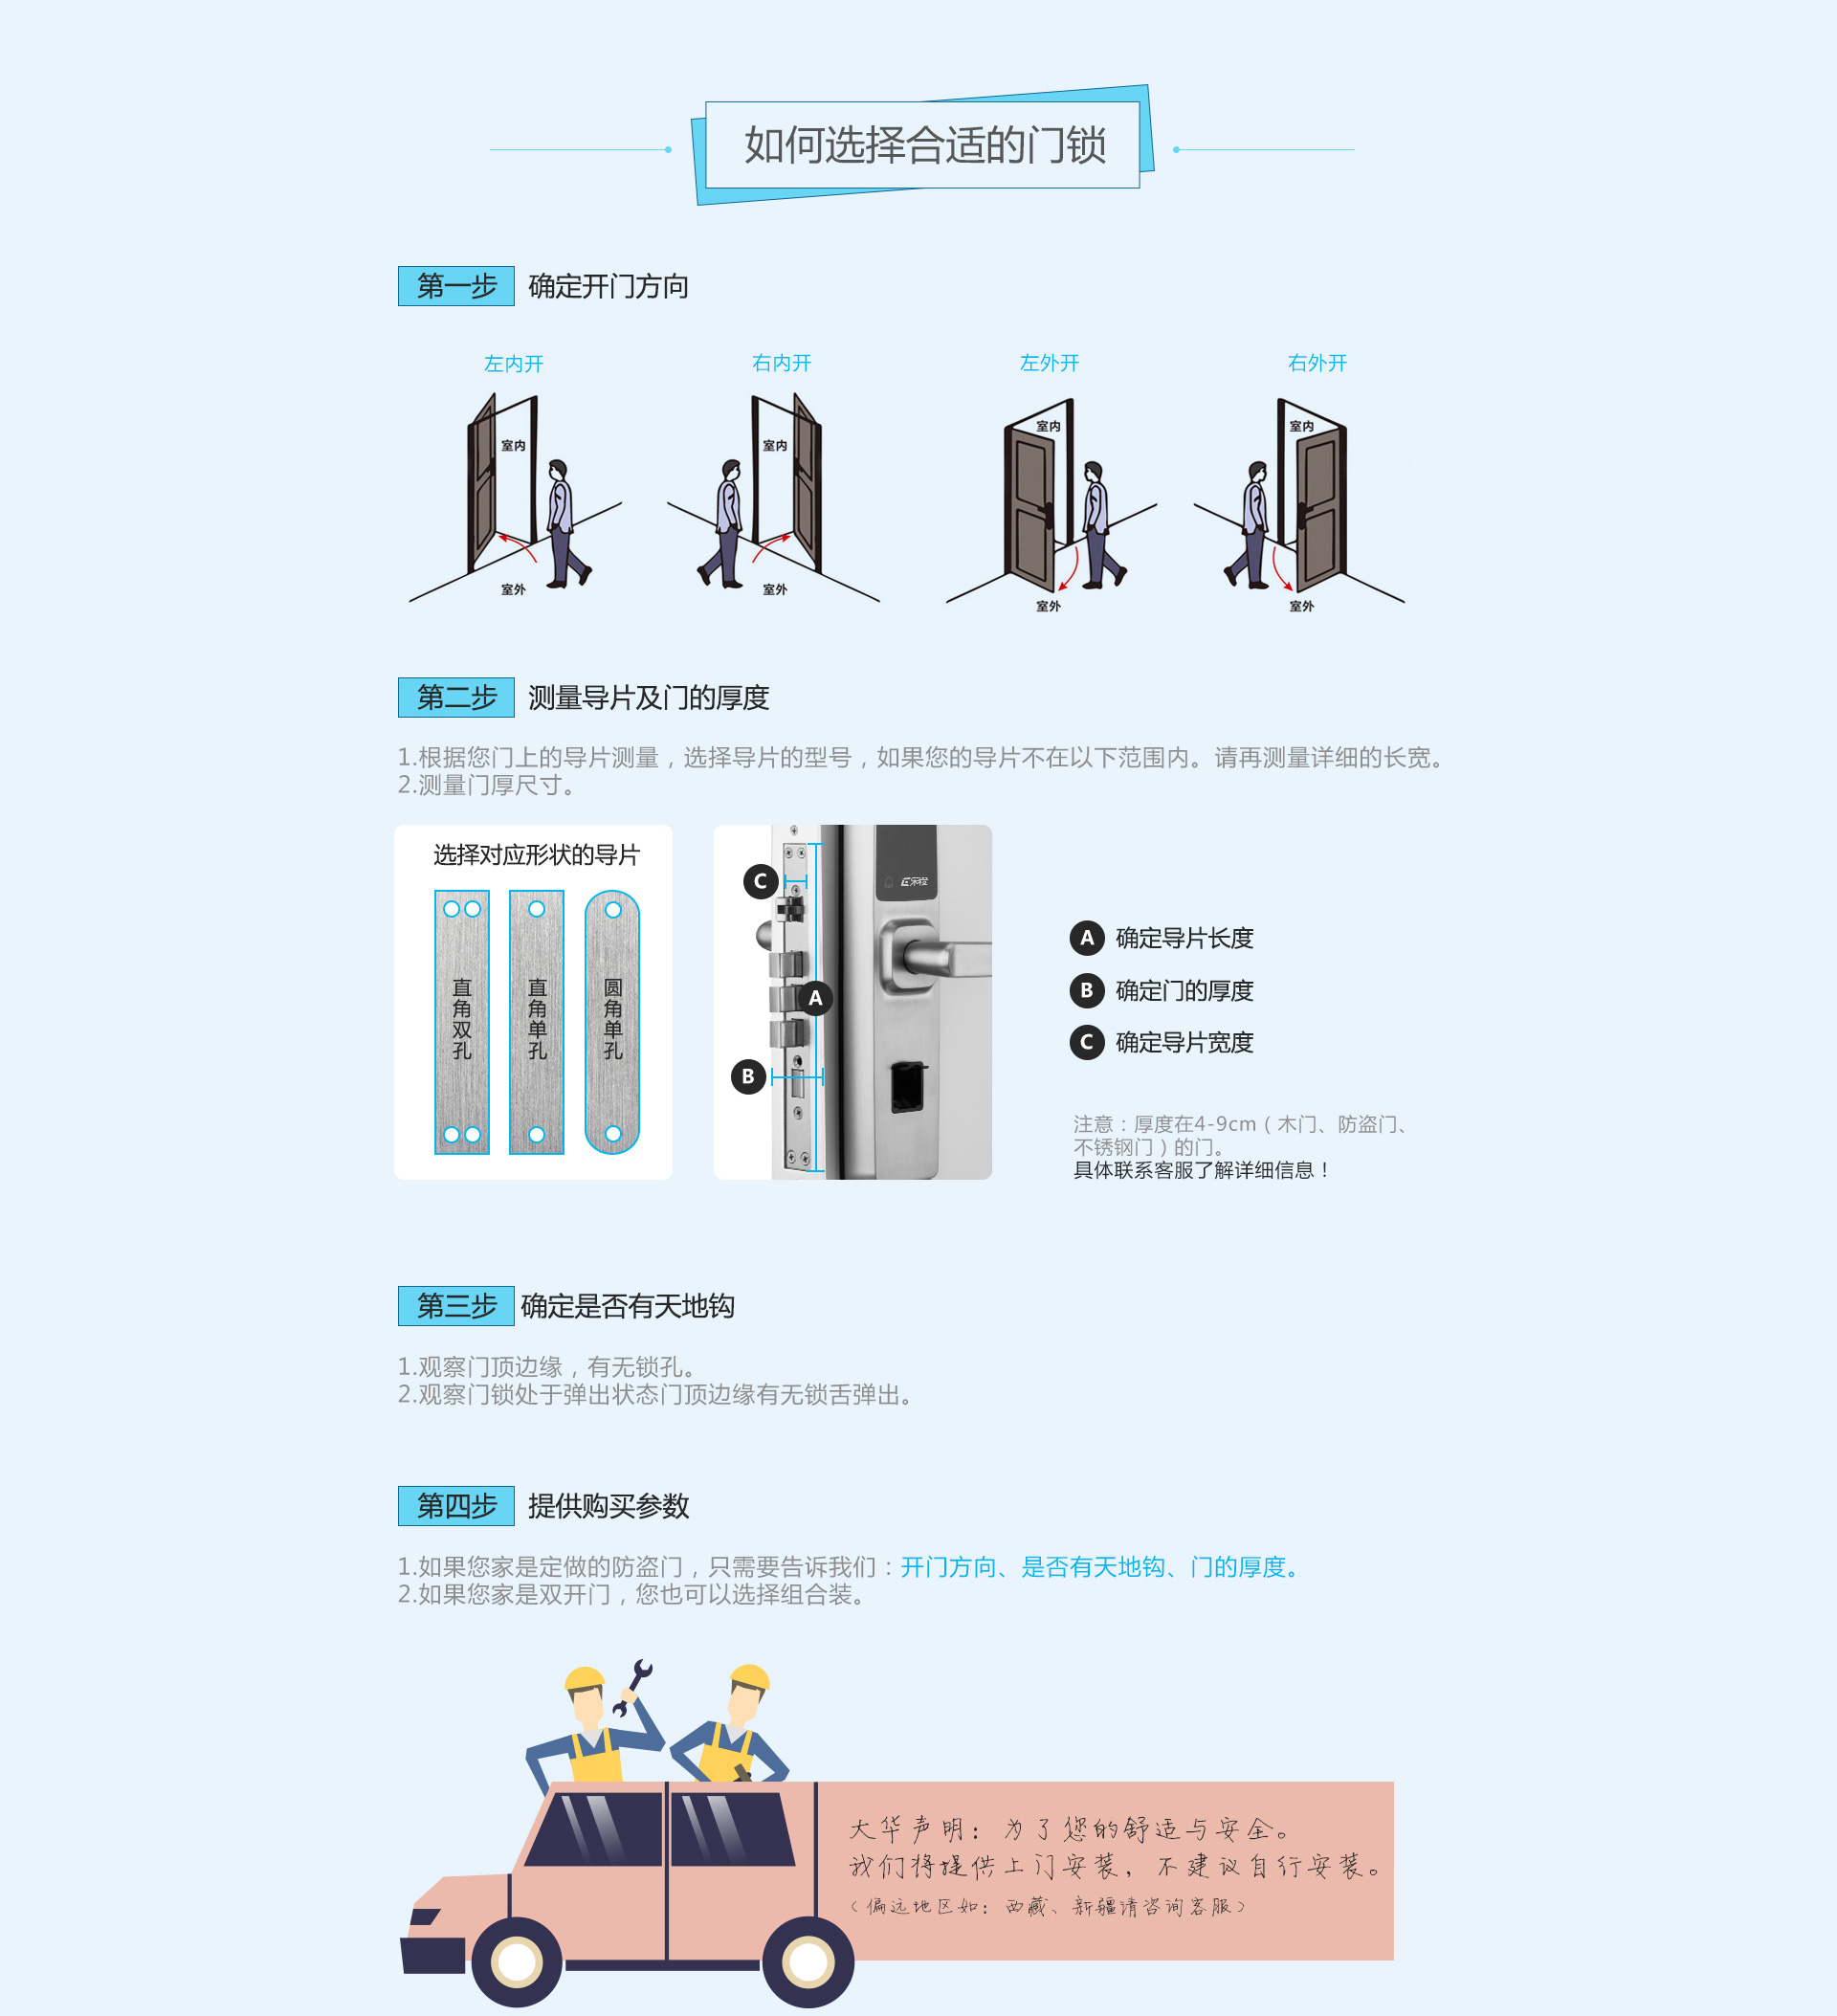 如何选择合适的门锁
第一步 确定开门方向
左内开 右内开 左外开 右外开
室内 室内 室内 室内
室外 室外 室外 室外
第二步 测量导片及门的厚度
1.根据您门上的导片测量，选择导片的型号，如果您的导片不在以下范围内。请再测量详细的长宽。
2.测量门厚尺寸。
选择对应形状的导片
直角双孔
直角单孔
圆角单孔
C
A
B
A 确定导片长度
B 确定门的厚度
C 确定导片宽度
注意：厚度在4-9cm（木门、防盗门、
不锈钢门）的门。
具体联系客服了解详细信息！
第三步 确定是否有天地钩
1.观察门顶边缘，有无锁孔。
2.观察门锁处于弹出状态门顶边缘有无锁舌弹出。
第四步 提供购买参数
1.如果您家是定做的防盗门，只需要告诉我们：开门方向、是否有天地钩、门的厚度。
2.如果您家是双开门，您也可以选择组合装。
大华声明：为了您的舒适与安全。
我们将提供上门安装，不建议自行安装。
（偏远地区如：西藏、新疆请咨询客服）